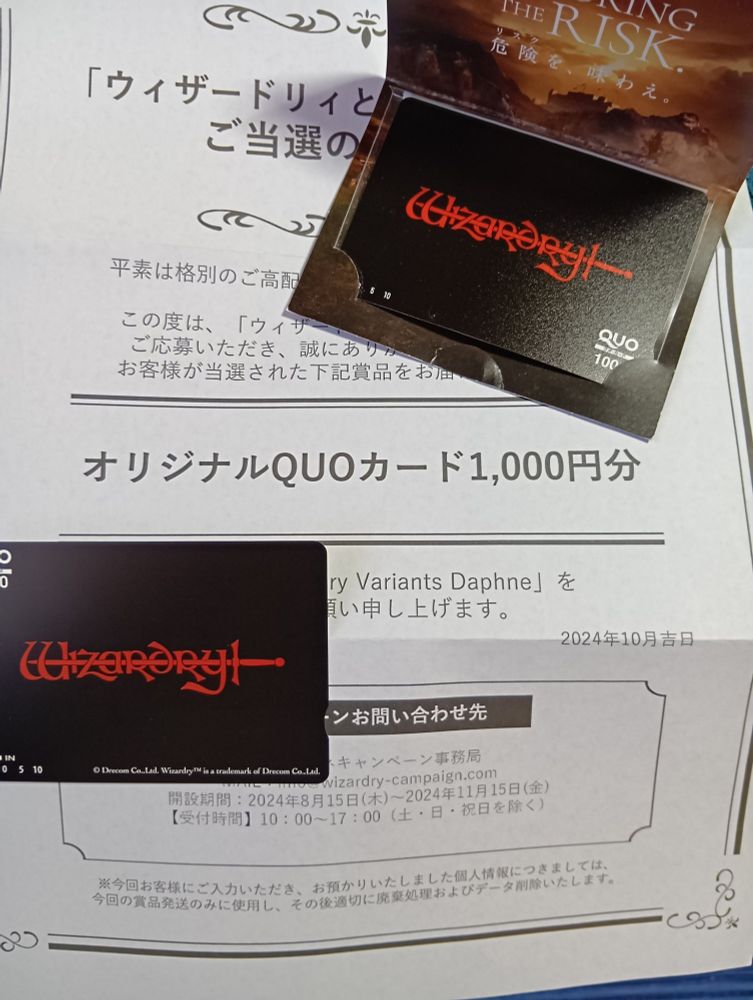 THE RISK.
リスク
危険を、味わえ。
「ウィザードリィと
ご当選の
Wizardry
5 10
QUO
100
平素は格別のご高配
この度は、「ウィザー
ご応募いただき、誠にあり
お客様が当選された下記賞品をお届
オリジナルQUOカード1,000円分
ry Variants Daphne」を
願い申し上げます。
2024年10月吉日
Wizardry
IN
0 5 10
© Drecom Co.,Ltd. Wizardry™ is a trademark of Drecom Co.,Ltd.
ンお問い合わせ先
キャンペーン事務局
MAIL：info@wizardry-campaign.com
開設期間：2024年8月15日(木)～2024年11月15日(金)
【受付時間】10：00～17：00（土・日・祝日を除く）
※今回お客様にご入力いただき、お預かりいたしました個人情報につきましては、
今回の賞品発送のみに使用し、その後適切に廃棄処理およびデータ削除いたします。